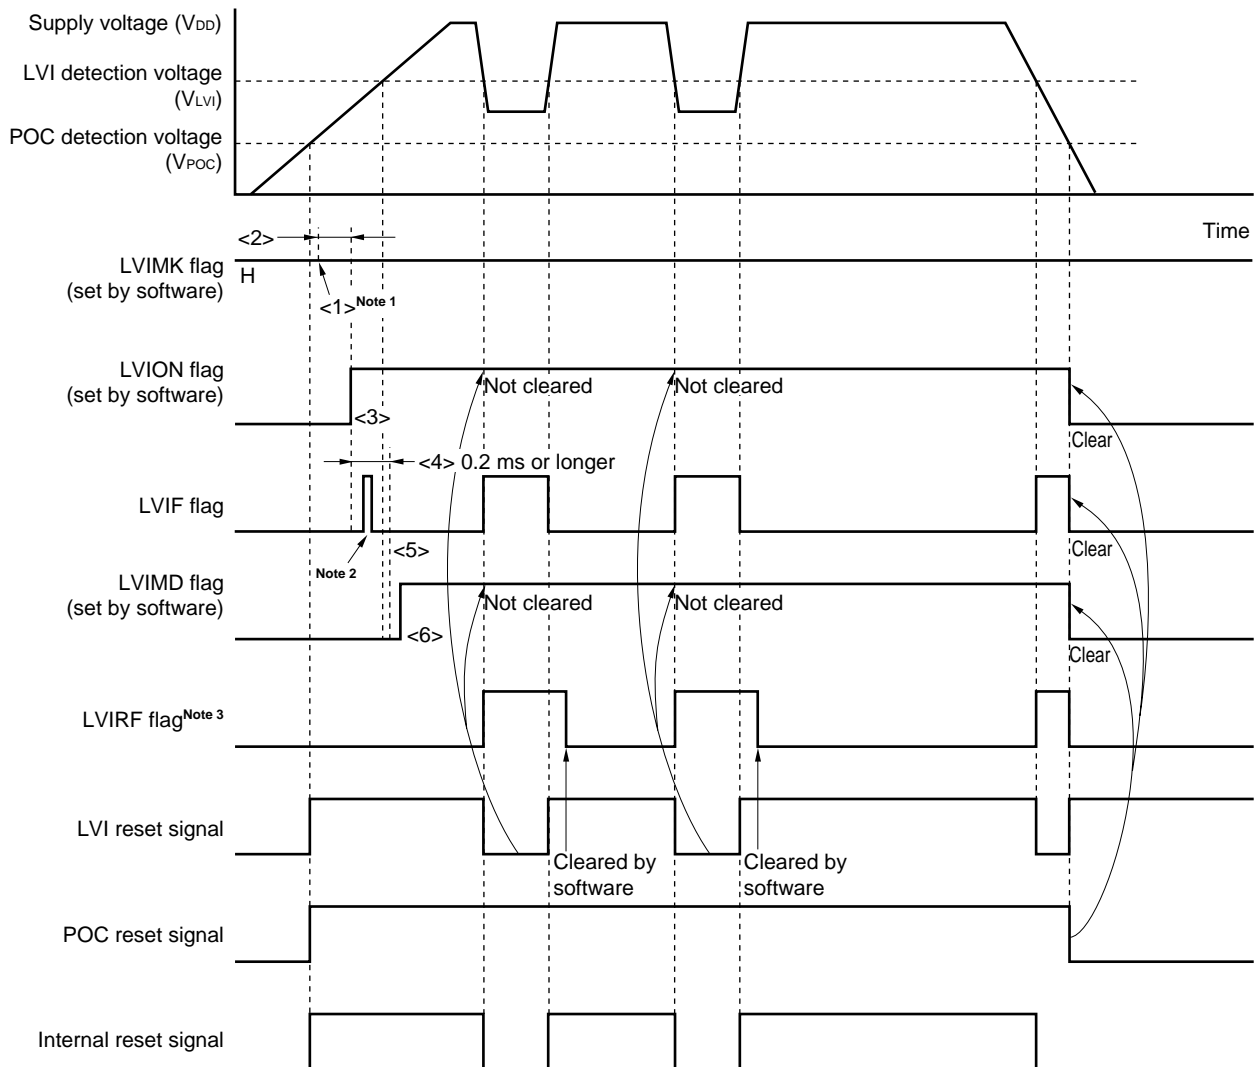 Supply voltage (VDD)
LVI detection voltage
(VLVI)
POC detection voltage
(VPOC)
Time
<2>
LVIMK flag
(set by software)
H
<1>Note 1
LVION flag
(set by software)
Not cleared
Not cleared
<3>
Clear
<4> 0.2 ms or longer
LVIF flag
Note 2
<5>
Clear
LVIMD flag
(set by software)
Not cleared
Not cleared
<6>
Clear
LVIRF flagNote 3
LVI reset signal
Cleared by
software
Cleared by
software
POC reset signal
Internal reset signal